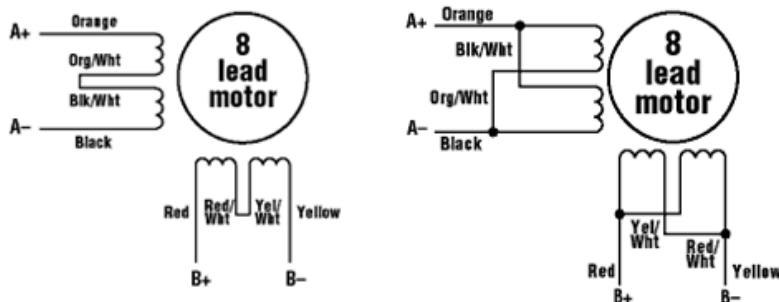 A+
Orange
Org/Wht
Blk/Wht
A-
Black
8
lead
motor
Red
Red/
Wht
Yel/
Wht
Yellow
B+
B-
A+
Orange
Blk/Wht
Org/Wht
A-
Black
8
lead
motor
Yel/
Wht
Red/
Wht
Red
Yellow
B+
B-